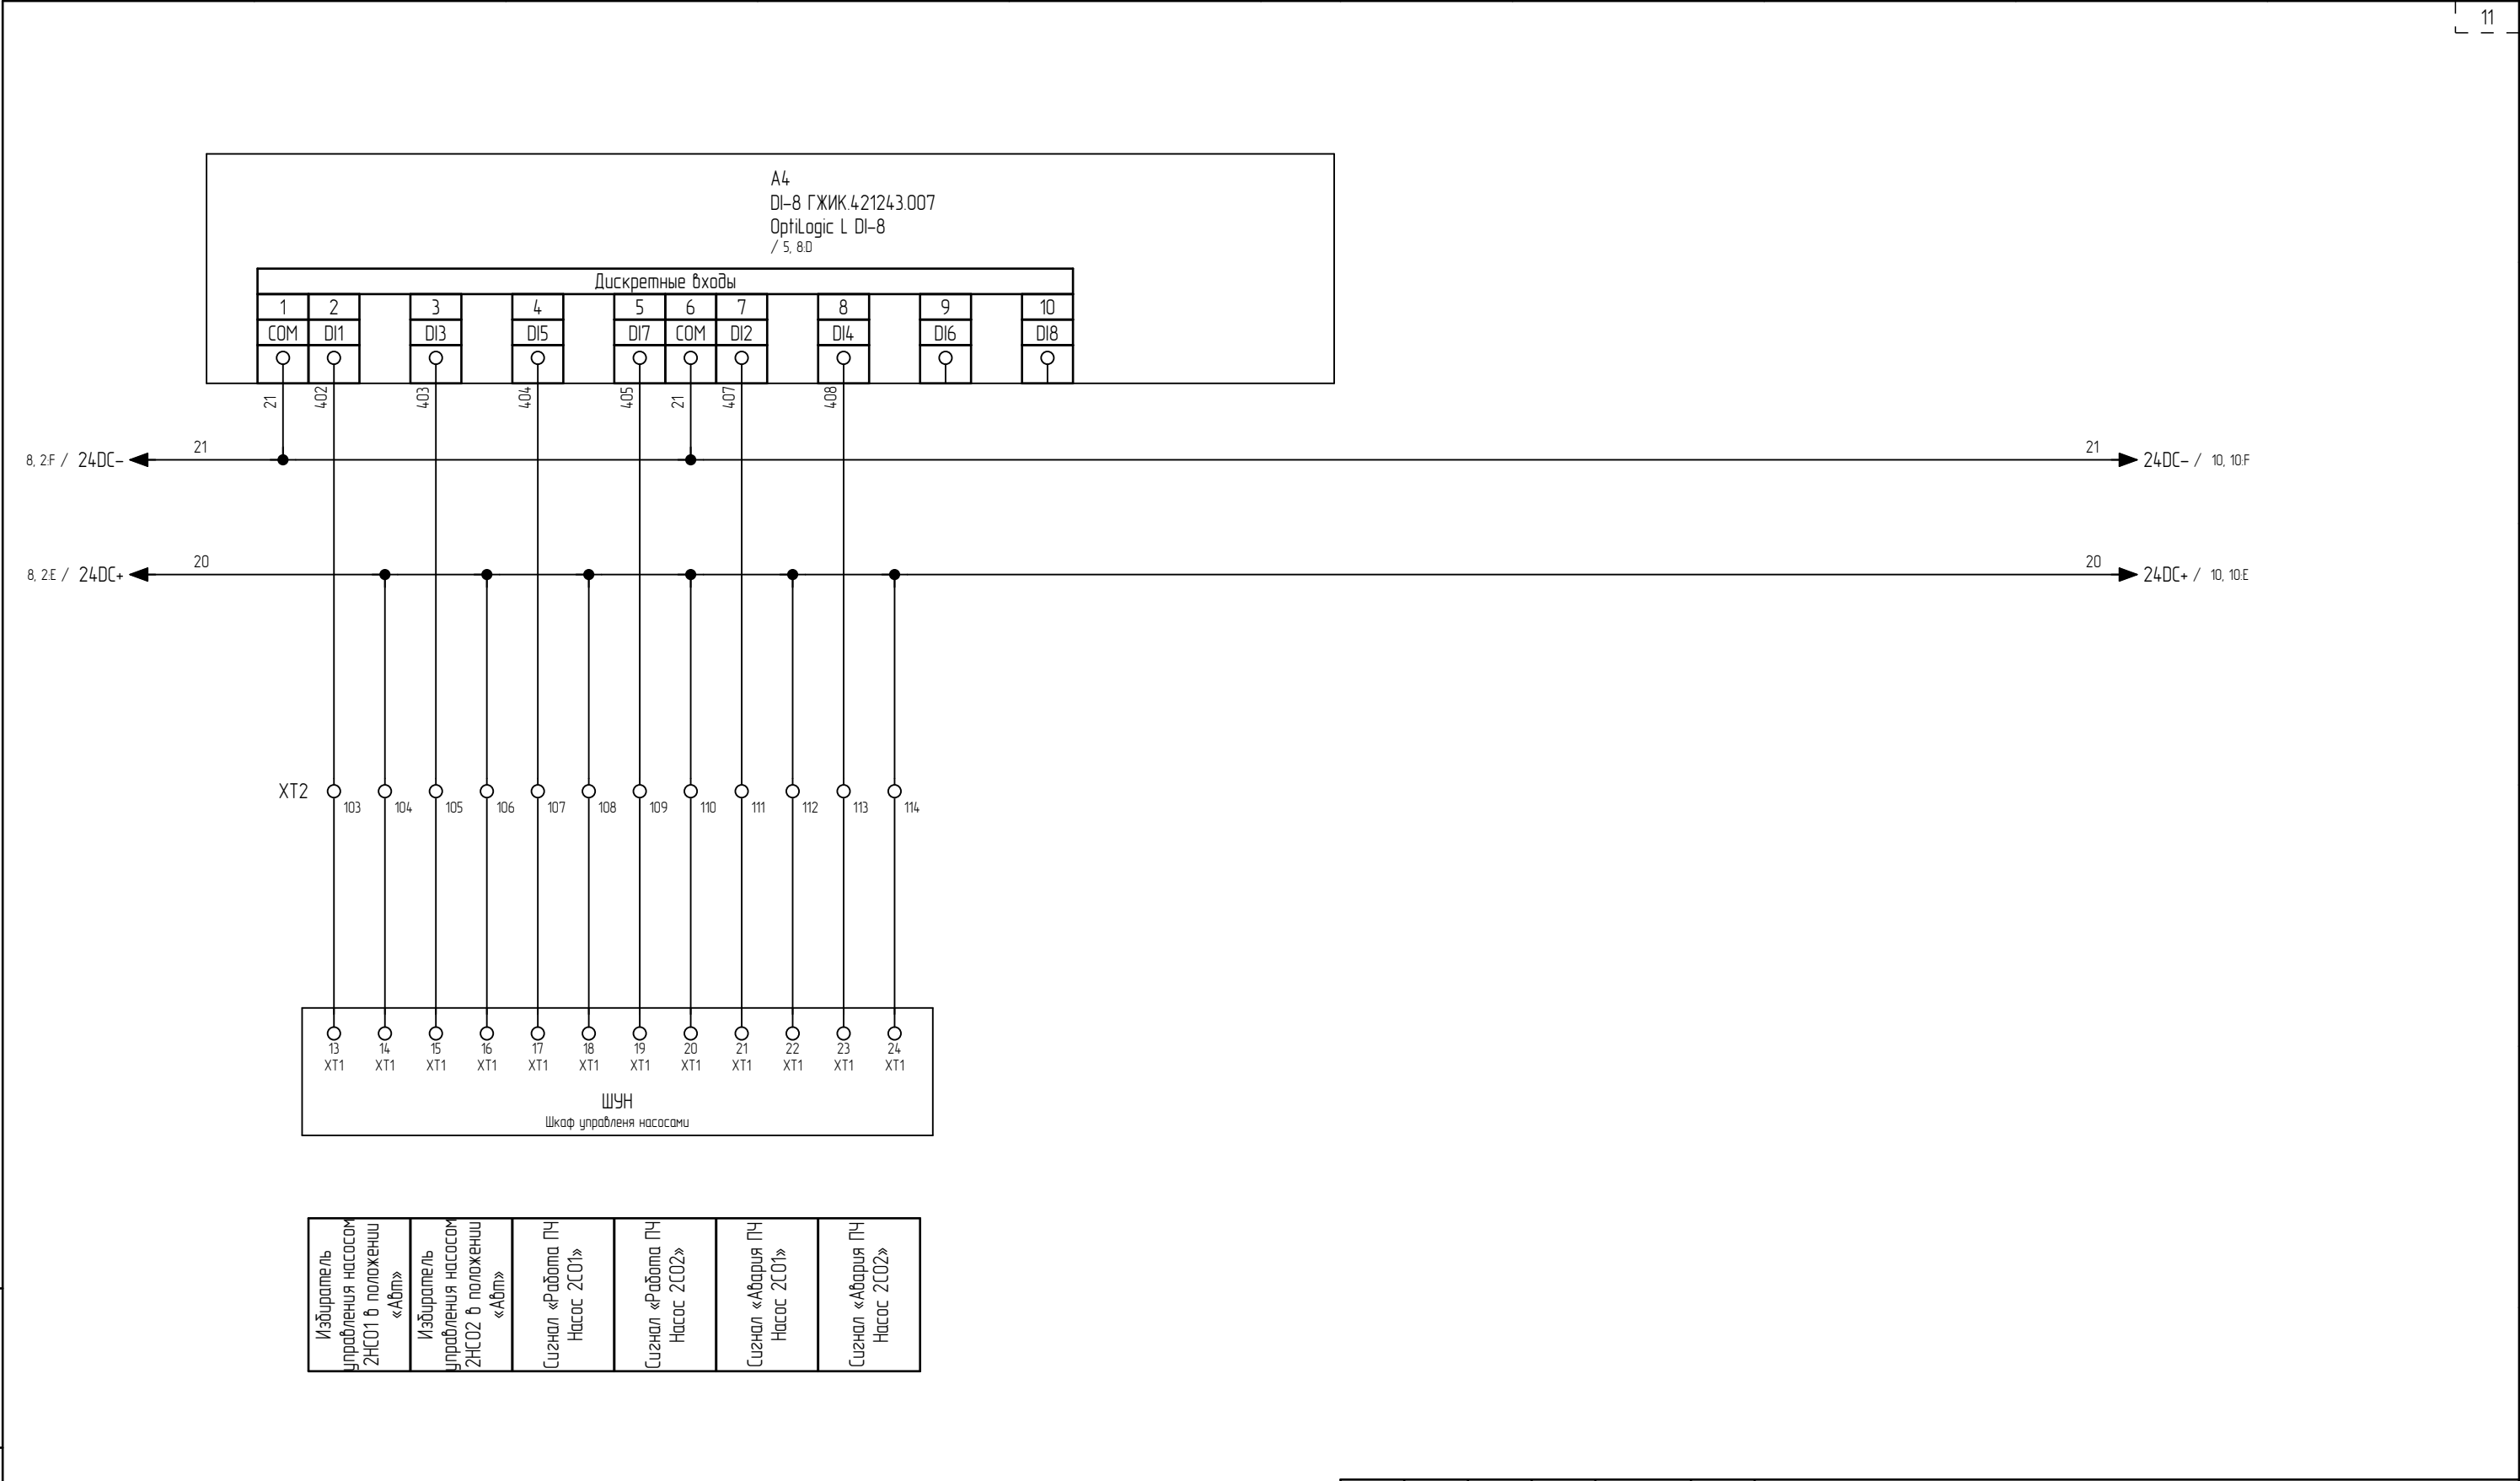 11
А4
DI-8 ГЖИК.421243.007
OptiLogic L DI-8
/ 5, 8:D
Дискретные входы
1 2 3 4 5 6 7 8 9 10
COM DI1 DI3 DI5 DI7 COM DI2 DI4 DI6 DI8
21 402 403 404 405 21 407 408
21 21
8, 2:F / 24DC- 24DC- / 10, 10:F
20 20
8, 2:E / 24DC+ 24DC+ / 10, 10:E
XT2
103 104 105 106 107 108 109 110 111 112 113 114
13 14 15 16 17 18 19 20 21 22 23 24
XT1 XT1 XT1 XT1 XT1 XT1 XT1 XT1 XT1 XT1 XT1 XT1
ШУН
Шкаф управленя насосами
Избиратель
управления насосом
2НС01 в положении
«Авт»
Избиратель
управления насосом
2НС02 в положении
«Авт»
Сигнал «Работа ПЧ
Насос 2С01»
Сигнал «Работа ПЧ
Насос 2С02»
Сигнал «Авария ПЧ
Насос 2С01»
Сигнал «Авария ПЧ
Насос 2С02»